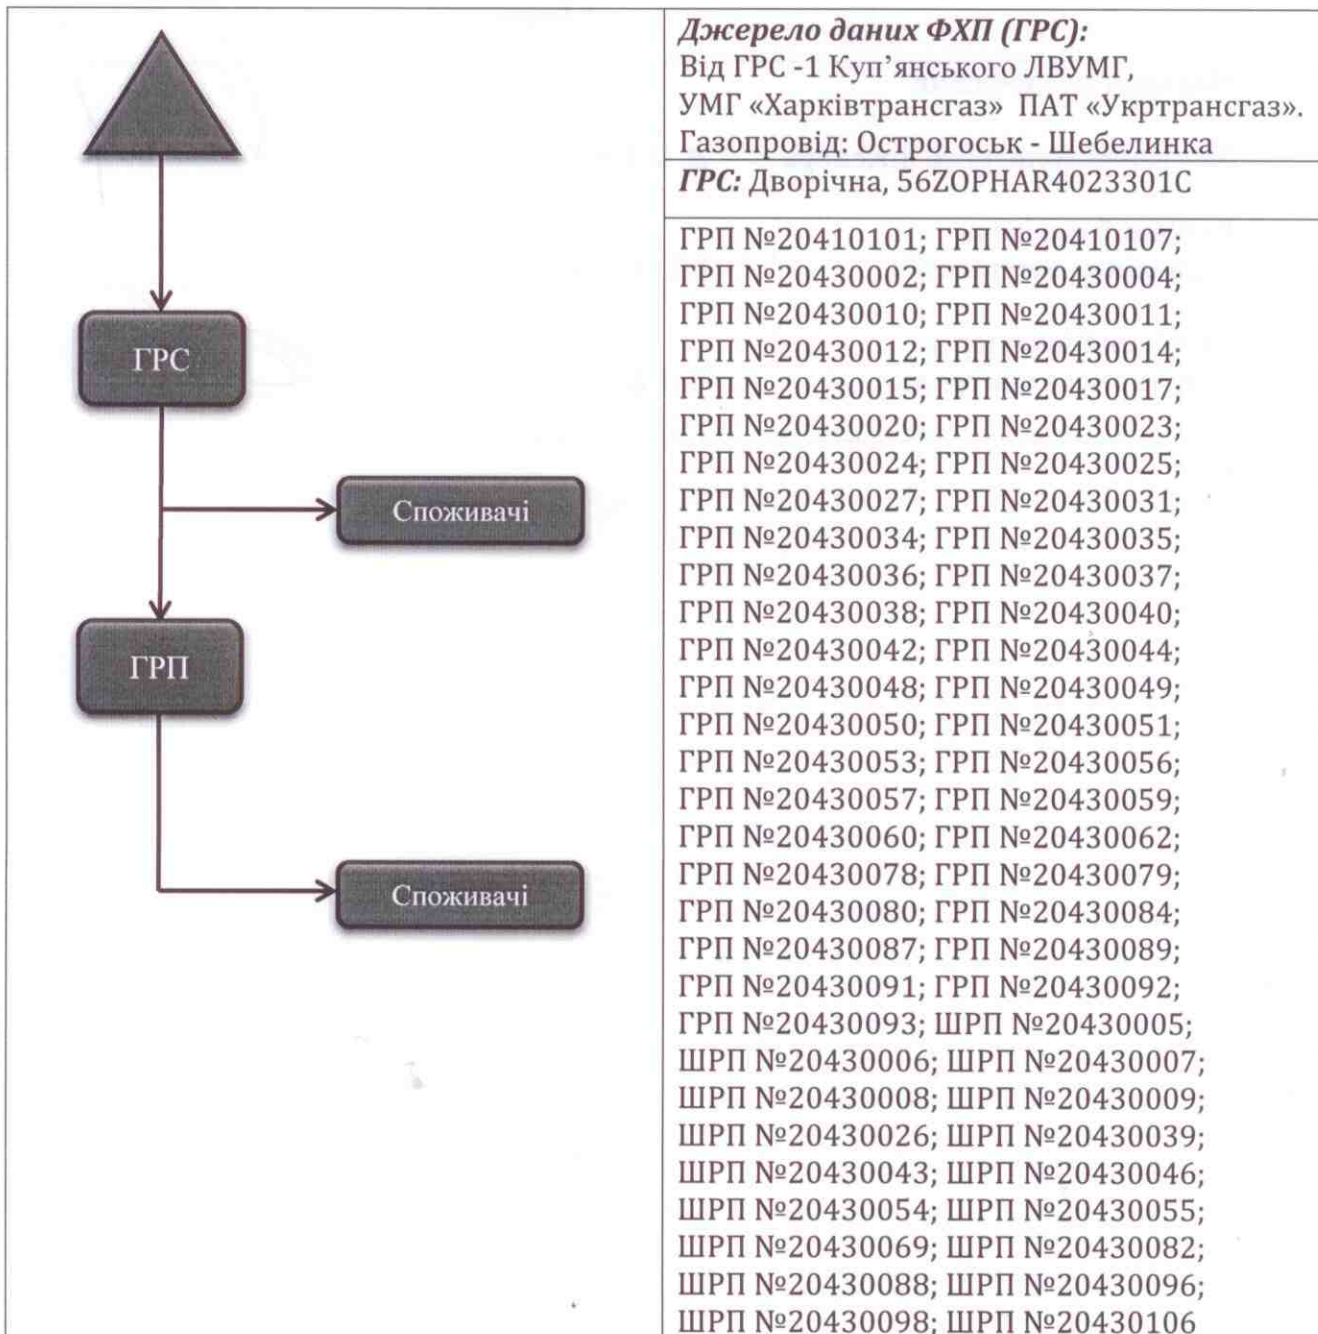 ГРС
Споживачі
ГРП
Споживачі
Джерело даних ФХП (ГРС):
Від ГРС -1 Куп’янського ЛВУМГ,
УМГ «Харківтрансгаз» ПАТ «Укртрансгаз».
Газопровід: Острогоськ - Шебелинка
ГРС: Дворічна, 56ZOPHAR4023301C
ГРП №20410101; ГРП №20410107;
ГРП №20430002; ГРП №20430004;
ГРП №20430010; ГРП №20430011;
ГРП №20430012; ГРП №20430014;
ГРП №20430015; ГРП №20430017;
ГРП №20430020; ГРП №20430023;
ГРП №20430024; ГРП №20430025;
ГРП №20430027; ГРП №20430031;
ГРП №20430034; ГРП №20430035;
ГРП №20430036; ГРП №20430037;
ГРП №20430038; ГРП №20430040;
ГРП №20430042; ГРП №20430044;
ГРП №20430048; ГРП №20430049;
ГРП №20430050; ГРП №20430051;
ГРП №20430053; ГРП №20430056;
ГРП №20430057; ГРП №20430059;
ГРП №20430060; ГРП №20430062;
ГРП №20430078; ГРП №20430079;
ГРП №20430080; ГРП №20430084;
ГРП №20430087; ГРП №20430089;
ГРП №20430091; ГРП №20430092;
ГРП №20430093; ШРП №20430005;
ШРП №20430006; ШРП №20430007;
ШРП №20430008; ШРП №20430009;
ШРП №20430026; ШРП №20430039;
ШРП №20430043; ШРП №20430046;
ШРП №20430054; ШРП №20430055;
ШРП №20430069; ШРП №20430082;
ШРП №20430088; ШРП №20430096;
ШРП №20430098; ШРП №20430106